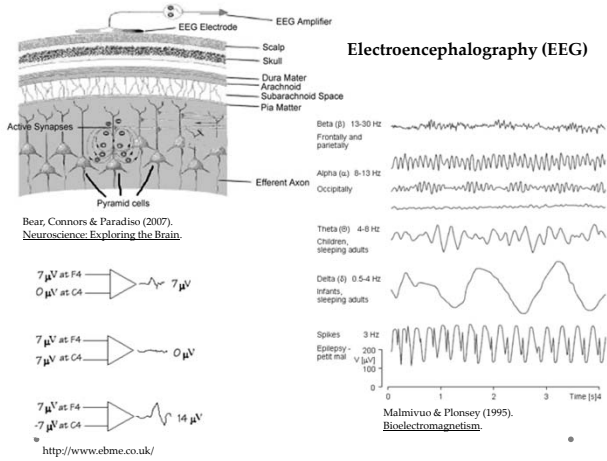 EEG Amplifier
EEG Electrode
Electroencephalography (EEG)
Scalp
Skull
Dura Mater
Arachnoid
Subarachnoid Space
Pia Matter
Active Synapses
Efferent Axon
Pyramid cells
Bear, Connors & Paradiso (2007).
Neuroscience: Exploring the Brain.
7 µV at F4
0 µV at C4
7 µV
7 µV at F4
7 µV at C4
0 µV
7 µV at F4
-7 µV at C4
14 µV
http://www.ebme.co.uk/
Beta (β) 13-30 Hz
Frontally and
parietally
Alpha (α) 8-13 Hz
Occipitally
Theta (Θ) 4-8 Hz
Children,
sleeping adults
Delta (δ) 0.5-4 Hz
Infants,
sleeping adults
Spikes 3 Hz
Epilepsy -
petit mal
200
V [µV]
100
0
0 1 2 3 Time [s] 4
Malmivuo & Plonsey (1995).
Bioelectromagnetism.